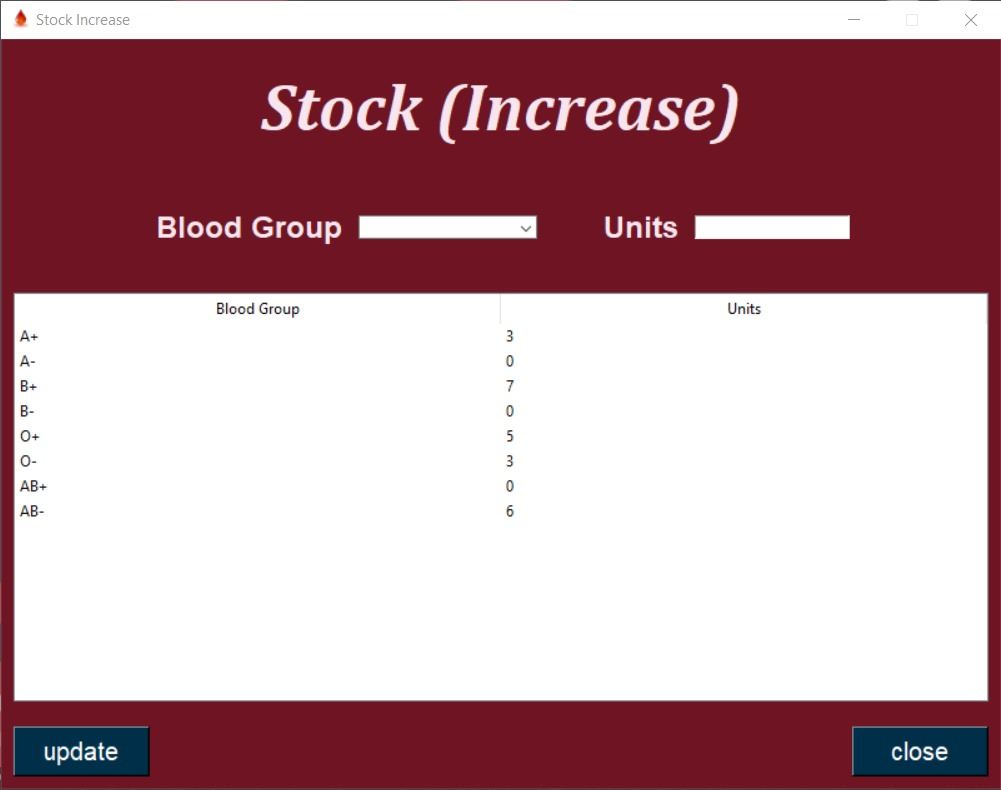 Stock Increase
Stock (Increase)
Blood Group Units
Blood Group Units
A+ 3
A- 0
B+ 7
B- 0
O+ 5
O- 3
AB+ 0
AB- 6
update close